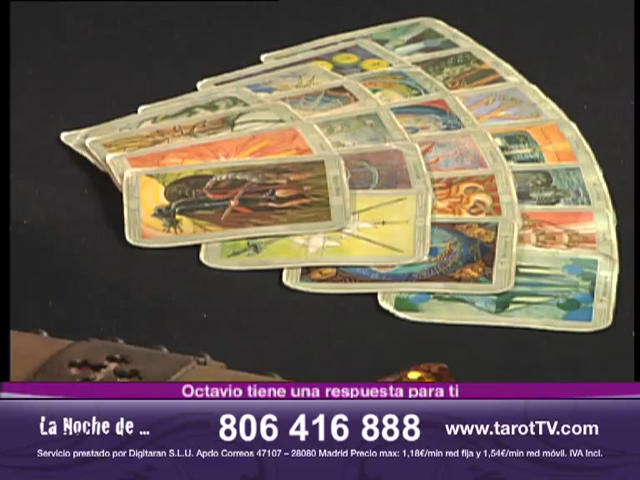 Octavio tiene una respuesta para ti
La Noche de ...
806 416 888
www.tarotTV.com
Servicio prestado por Digitaran S.L.U. Apdo Correos 47107 – 28080 Madrid Precio max: 1,18€/min red fija y 1,54€/min red móvil. IVA Incl.